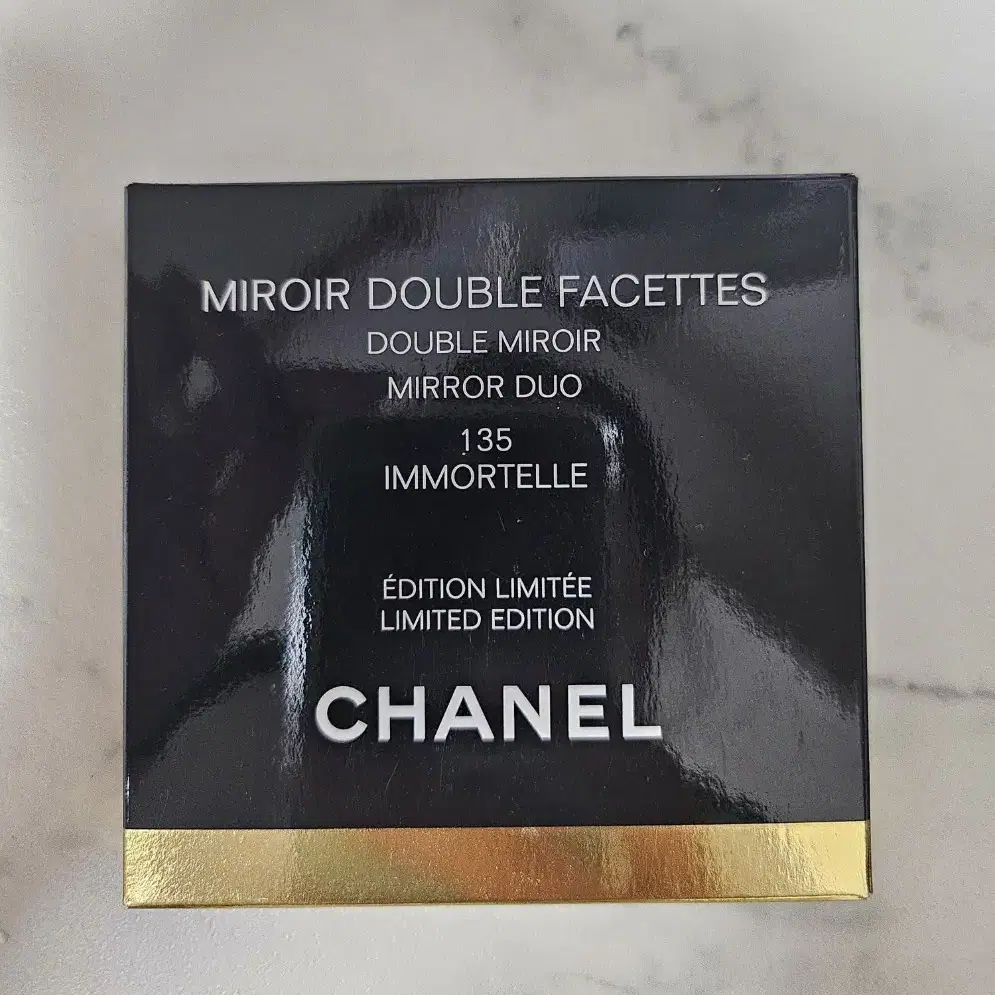 MIROIR DOUBLE FACETTES
DOUBLE MIROIR
MIRROR DUO
135
IMMORTELLE
ÉDITION LIMITÉE
LIMITED EDITION
CHANEL